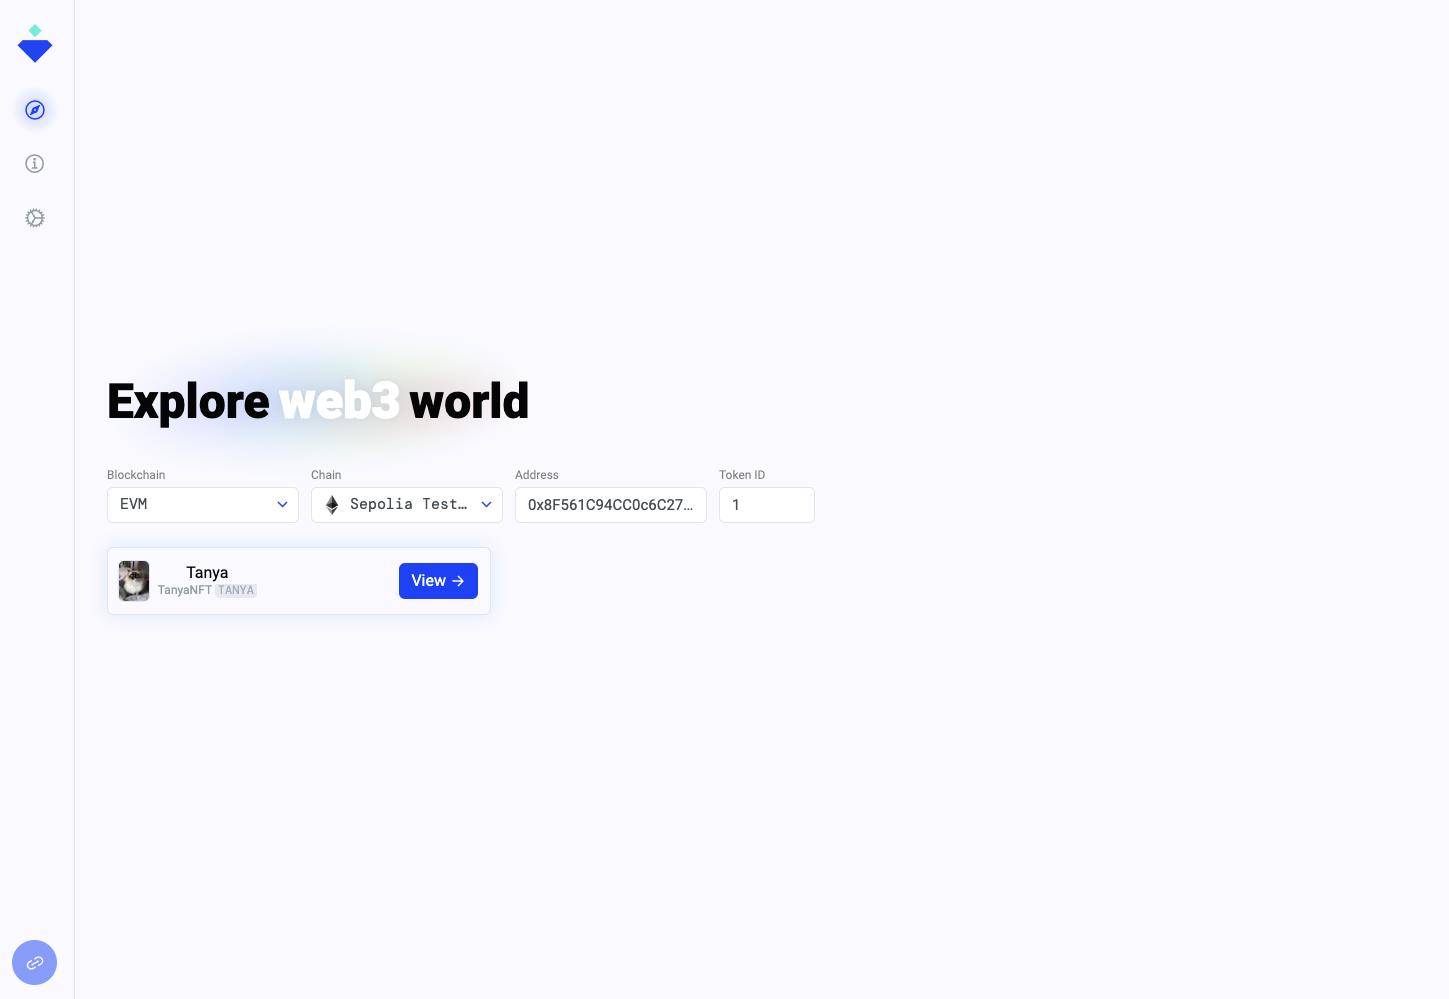 Explore web3 world
Blockchain
Chain
Address
Token ID
EVM
Sepolia Test…
0x8F561C94CC0c6C27…
1
Tanya
TanyaNFT TANYA
View